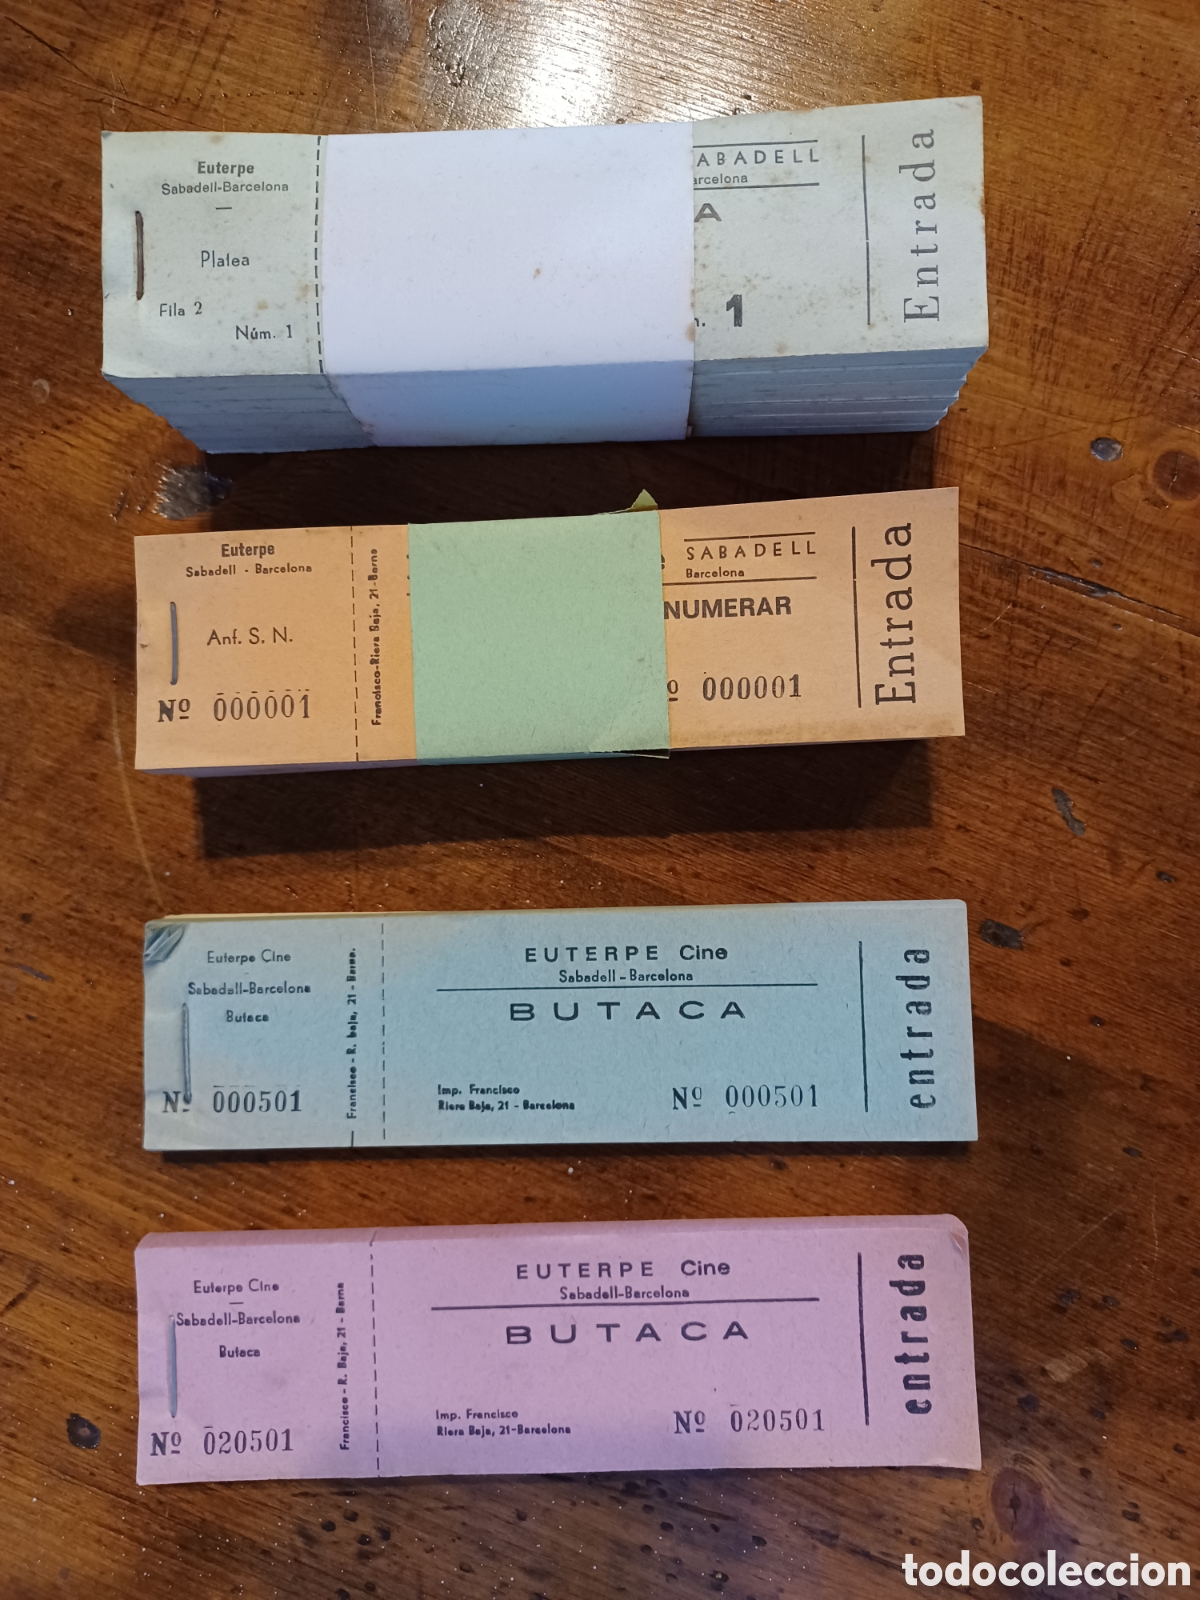 Euterpe
Sabadell-Barcelona
Platea
Fila 2
Núm. 1
ABADELL
arcelona
A
1
Entrada
Euterpe
Sabadell - Barcelona
Anf. S. N.
Nº 000001
Francisco-Riera Baja, 21-Barna
SABADELL
Barcelona
NUMERAR
º 000001
Entrada
Euterpe Cine
Sabadell-Barcelona
Butaca
Nº 000501
Francisco - R. baja, 21 - Barna.
EUTERPE Cine
Sabadell - Barcelona
BUTACA
Imp. Francisco
Riera Baja, 21 - Barcelona
Nº 000501
entrada
Euterpe Cine
Sabadell-Barcelona
Butaca
Nº 020501
Francisco - R. Baja, 21 - Barna
EUTERPE Cine
Sabadell-Barcelona
BUTACA
Imp. Francisco
Riera Baja, 21-Barcelona
Nº 020501
entrada
todocoleccion